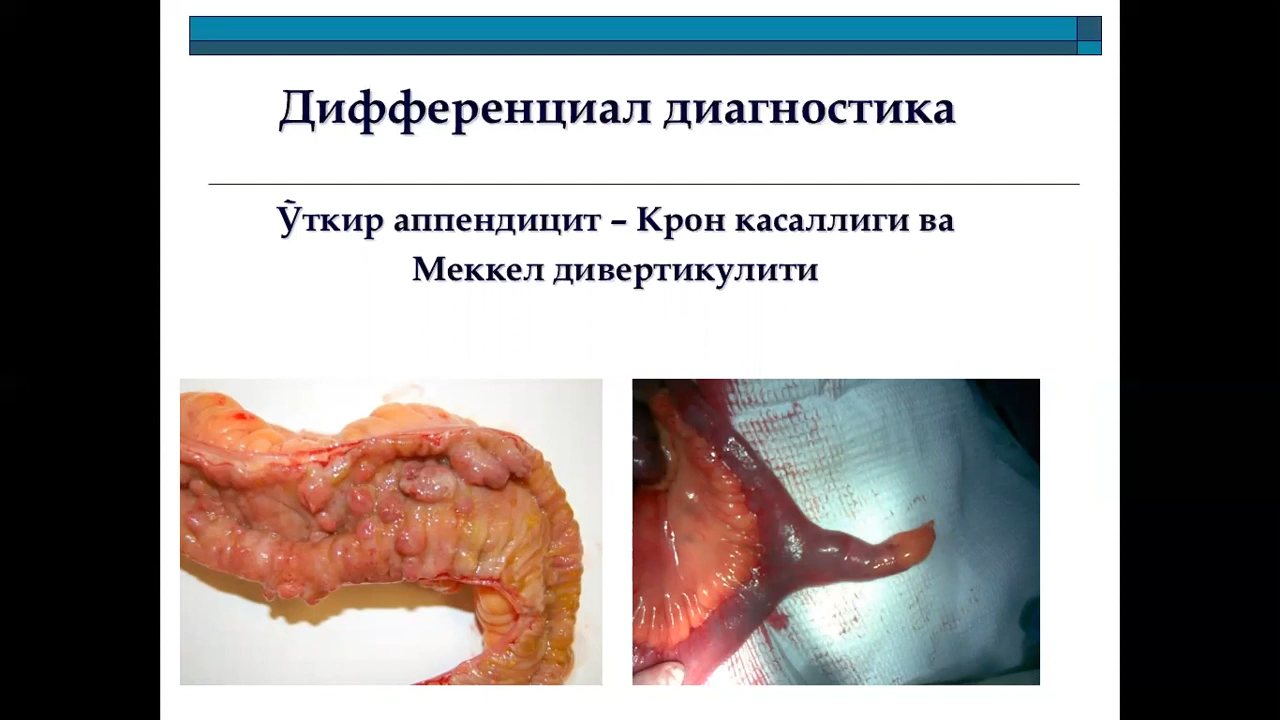 Дифференциал диагностика
Ўткир аппендицит – Крон касаллиги ва
Меккел дивертикулити